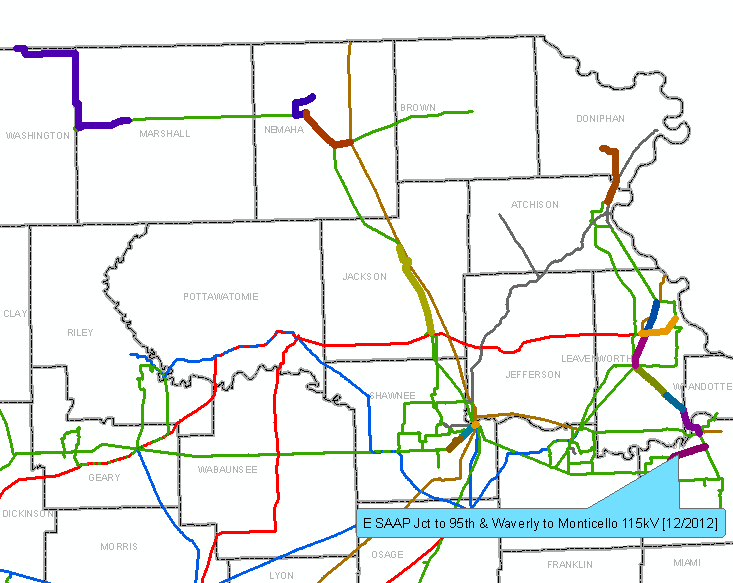 BROWN
DONIPHAN
WASHINGTON
MARSHALL
NEMAHA
ATCHISON
JACKSON
POTTAWATOMIE
CLAY
RILEY
LEAVENWORTH
JEFFERSON
WYANDOTTE
SHAWNEE
WABAUNSEE
GEARY
DICKINSON
E SAAP Jct to 95th & Waverly to Monticello 115kV [12/2012]
MORRIS
OSAGE
FRANKLIN
MIAMI
LYON